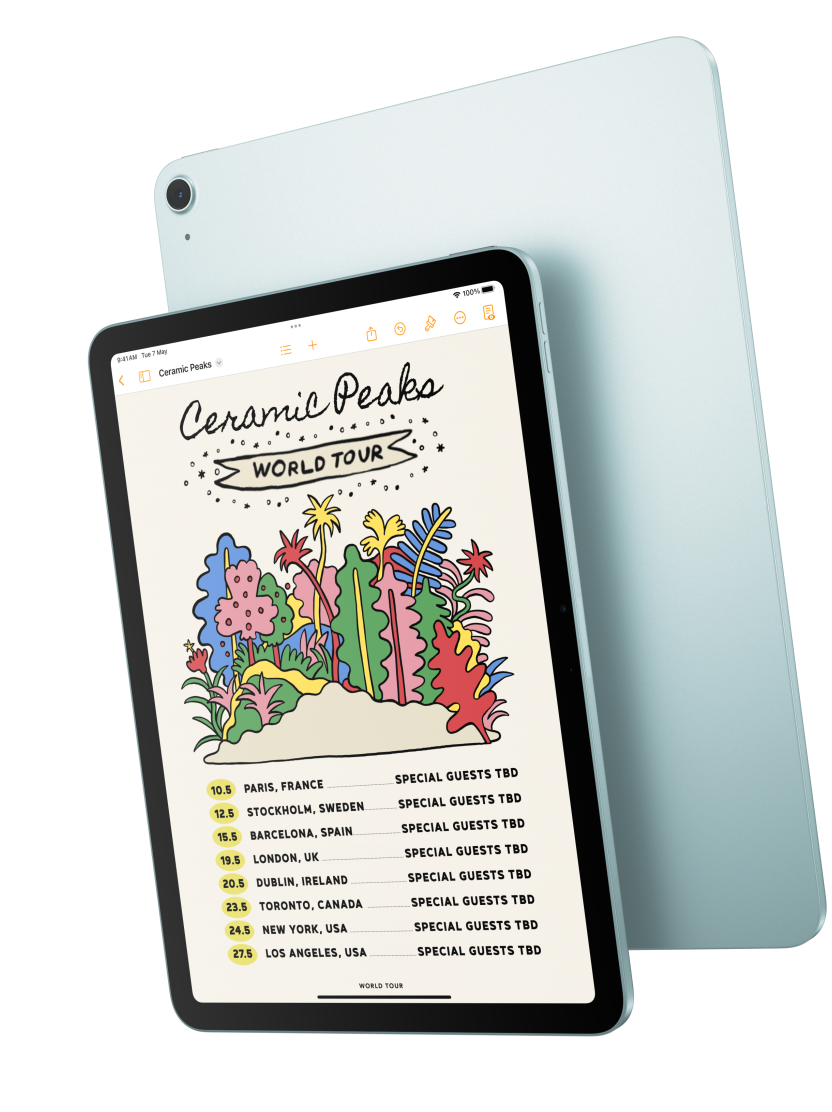 9:41AM Tue 7 May 100%
Ceramic Peaks
Ceramic Peaks
WORLD TOUR
10.5 PARIS, FRANCE SPECIAL GUESTS TBD
12.5 STOCKHOLM, SWEDEN SPECIAL GUESTS TBD
15.5 BARCELONA, SPAIN SPECIAL GUESTS TBD
19.5 LONDON, UK SPECIAL GUESTS TBD
20.5 DUBLIN, IRELAND SPECIAL GUESTS TBD
23.5 TORONTO, CANADA SPECIAL GUESTS TBD
24.5 NEW YORK, USA SPECIAL GUESTS TBD
27.5 LOS ANGELES, USA SPECIAL GUESTS TBD
WORLD TOUR